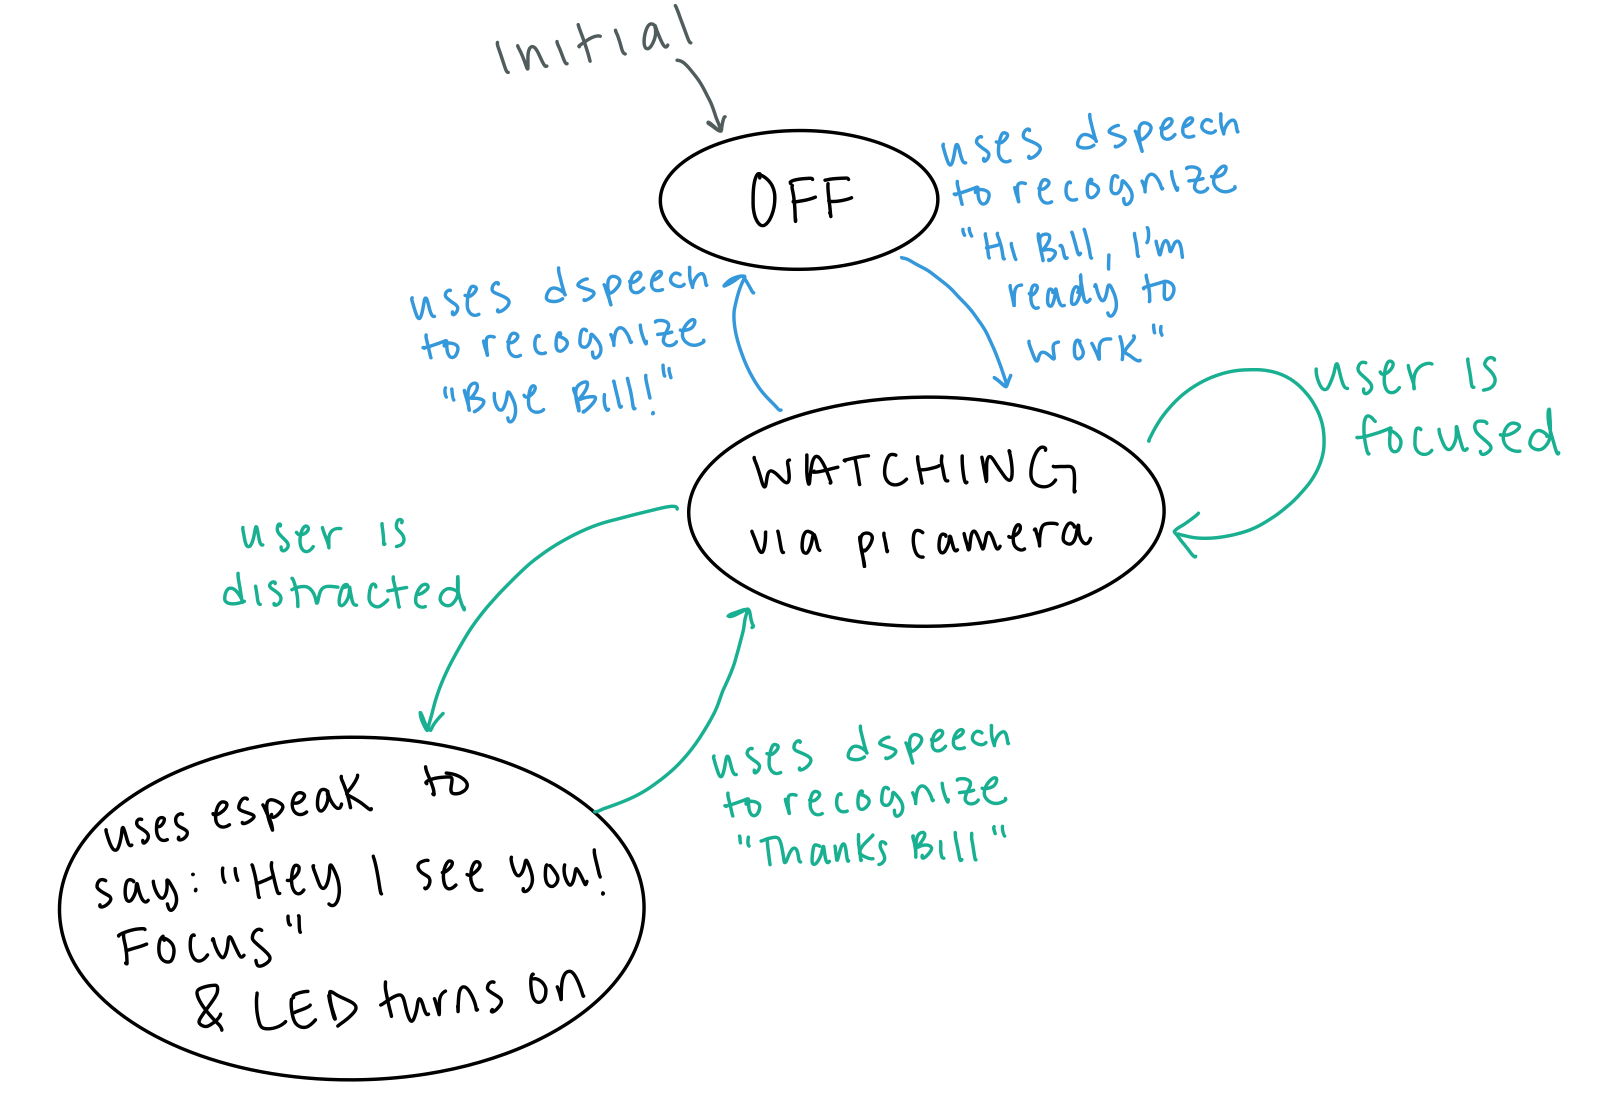 Initial
OFF
uses dspeech
to recognize
"Hi Bill, I'm
ready to
work"
uses dspeech
to recognize
"Bye Bill!"
user is
focused
WATCHING
via picamera
user is
distracted
uses dspeech
to recognize
"Thanks Bill"
uses espeak to
say: "Hey I see you!
Focus"
& LED turns on